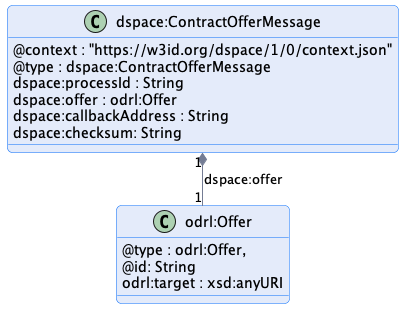 C dspace:ContractOfferMessage
@context : "https://w3id.org/dspace/1/0/context.json"
@type : dspace:ContractOfferMessage
dspace:processId : String
dspace:offer : odrl:Offer
dspace:callbackAddress : String
dspace:checksum: String
1
dspace:offer
1
C odrl:Offer
@type : odrl:Offer,
@id: String
odrl:target : xsd:anyURI